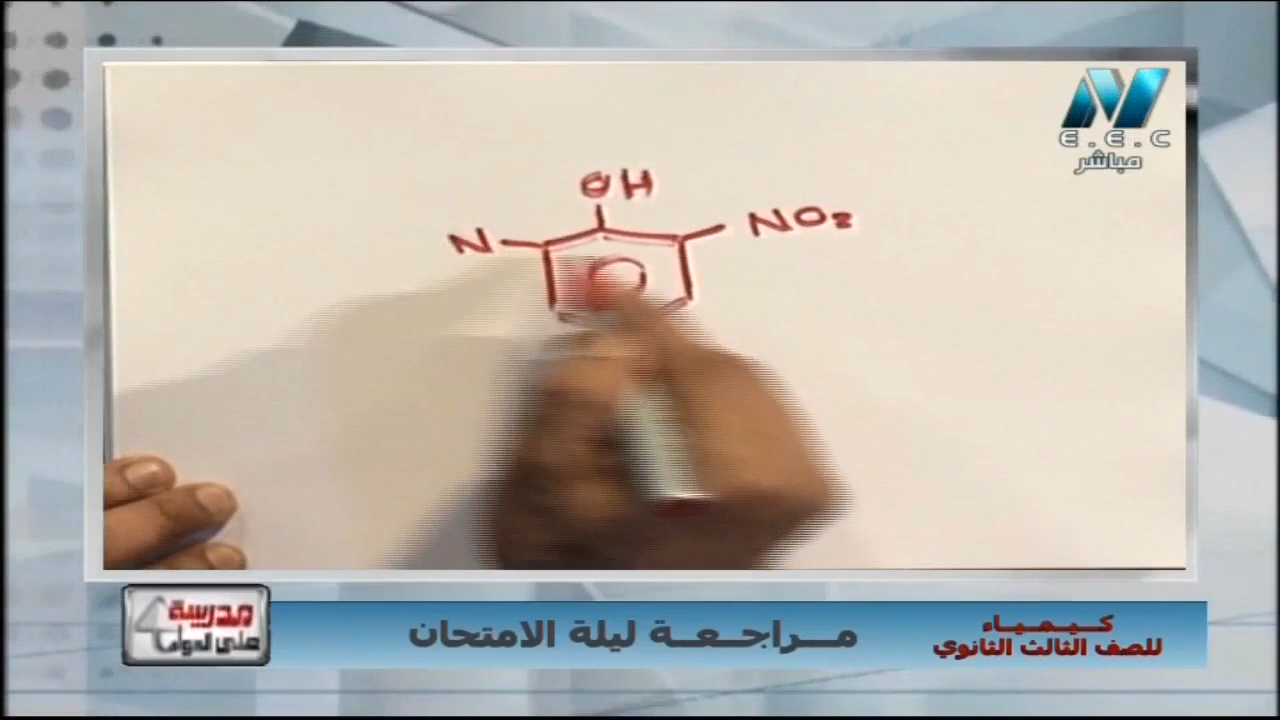 E.E.C
مباشر
OH
N
NO₂
مدرسة
على الهواء
مراجعة ليلة الامتحان
كيمياء
للصف الثالث الثانوي